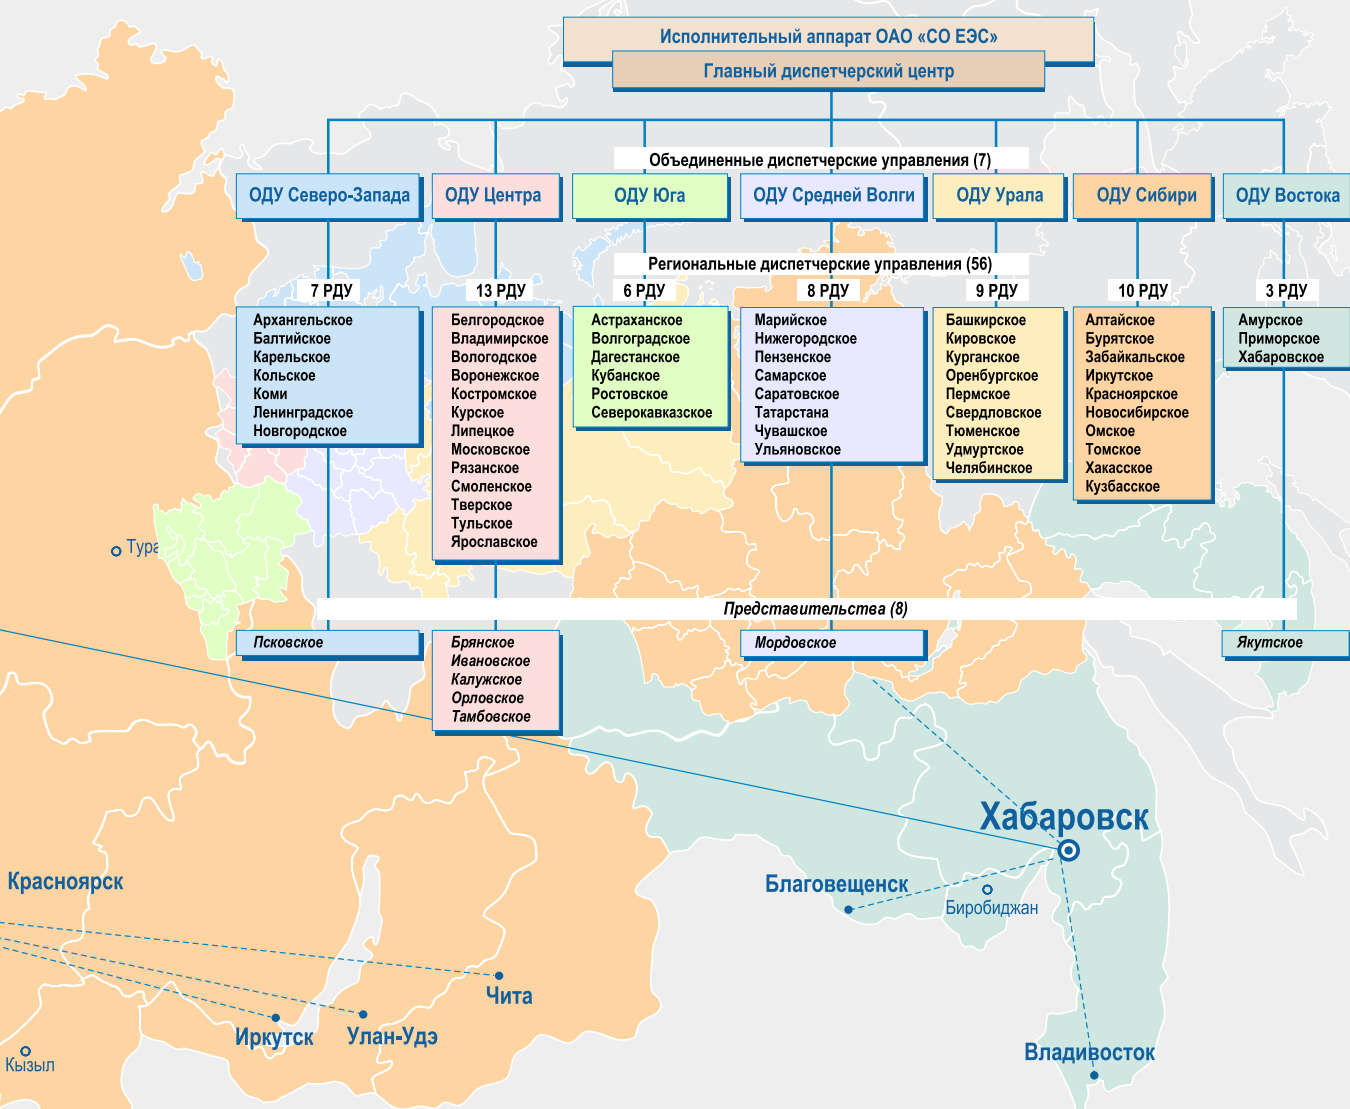 Исполнительный аппарат ОАО «СО ЕЭС»
Главный диспетчерский центр
Объединенные диспетчерские управления (7)
ОДУ Северо-Запада
ОДУ Центра
ОДУ Юга
ОДУ Средней Волги
ОДУ Урала
ОДУ Сибири
ОДУ Востока
Региональные диспетчерские управления (56)
7 РДУ
13 РДУ
6 РДУ
8 РДУ
9 РДУ
10 РДУ
3 РДУ
Архангельское
Балтийское
Карельское
Кольское
Коми
Ленинградское
Новгородское
Белгородское
Владимирское
Вологодское
Воронежское
Костромское
Курское
Липецкое
Московское
Рязанское
Смоленское
Тверское
Тульское
Ярославское
Астраханское
Волгоградское
Дагестанское
Кубанское
Ростовское
Северокавказское
Марийское
Нижегородское
Пензенское
Самарское
Саратовское
Татарстана
Чувашское
Ульяновское
Башкирское
Кировское
Курганское
Оренбургское
Пермское
Свердловское
Тюменское
Удмуртское
Челябинское
Алтайское
Бурятское
Забайкальское
Иркутское
Красноярское
Новосибирское
Омское
Томское
Хакасское
Кузбасское
Амурское
Приморское
Хабаровское
Тура
Представительства (8)
Псковское
Брянское
Ивановское
Калужское
Орловское
Тамбовское
Мордовское
Якутское
Хабаровск
Красноярск
Благовещенск
Биробиджан
Чита
Иркутск
Улан-Удэ
Владивосток
Кызыл